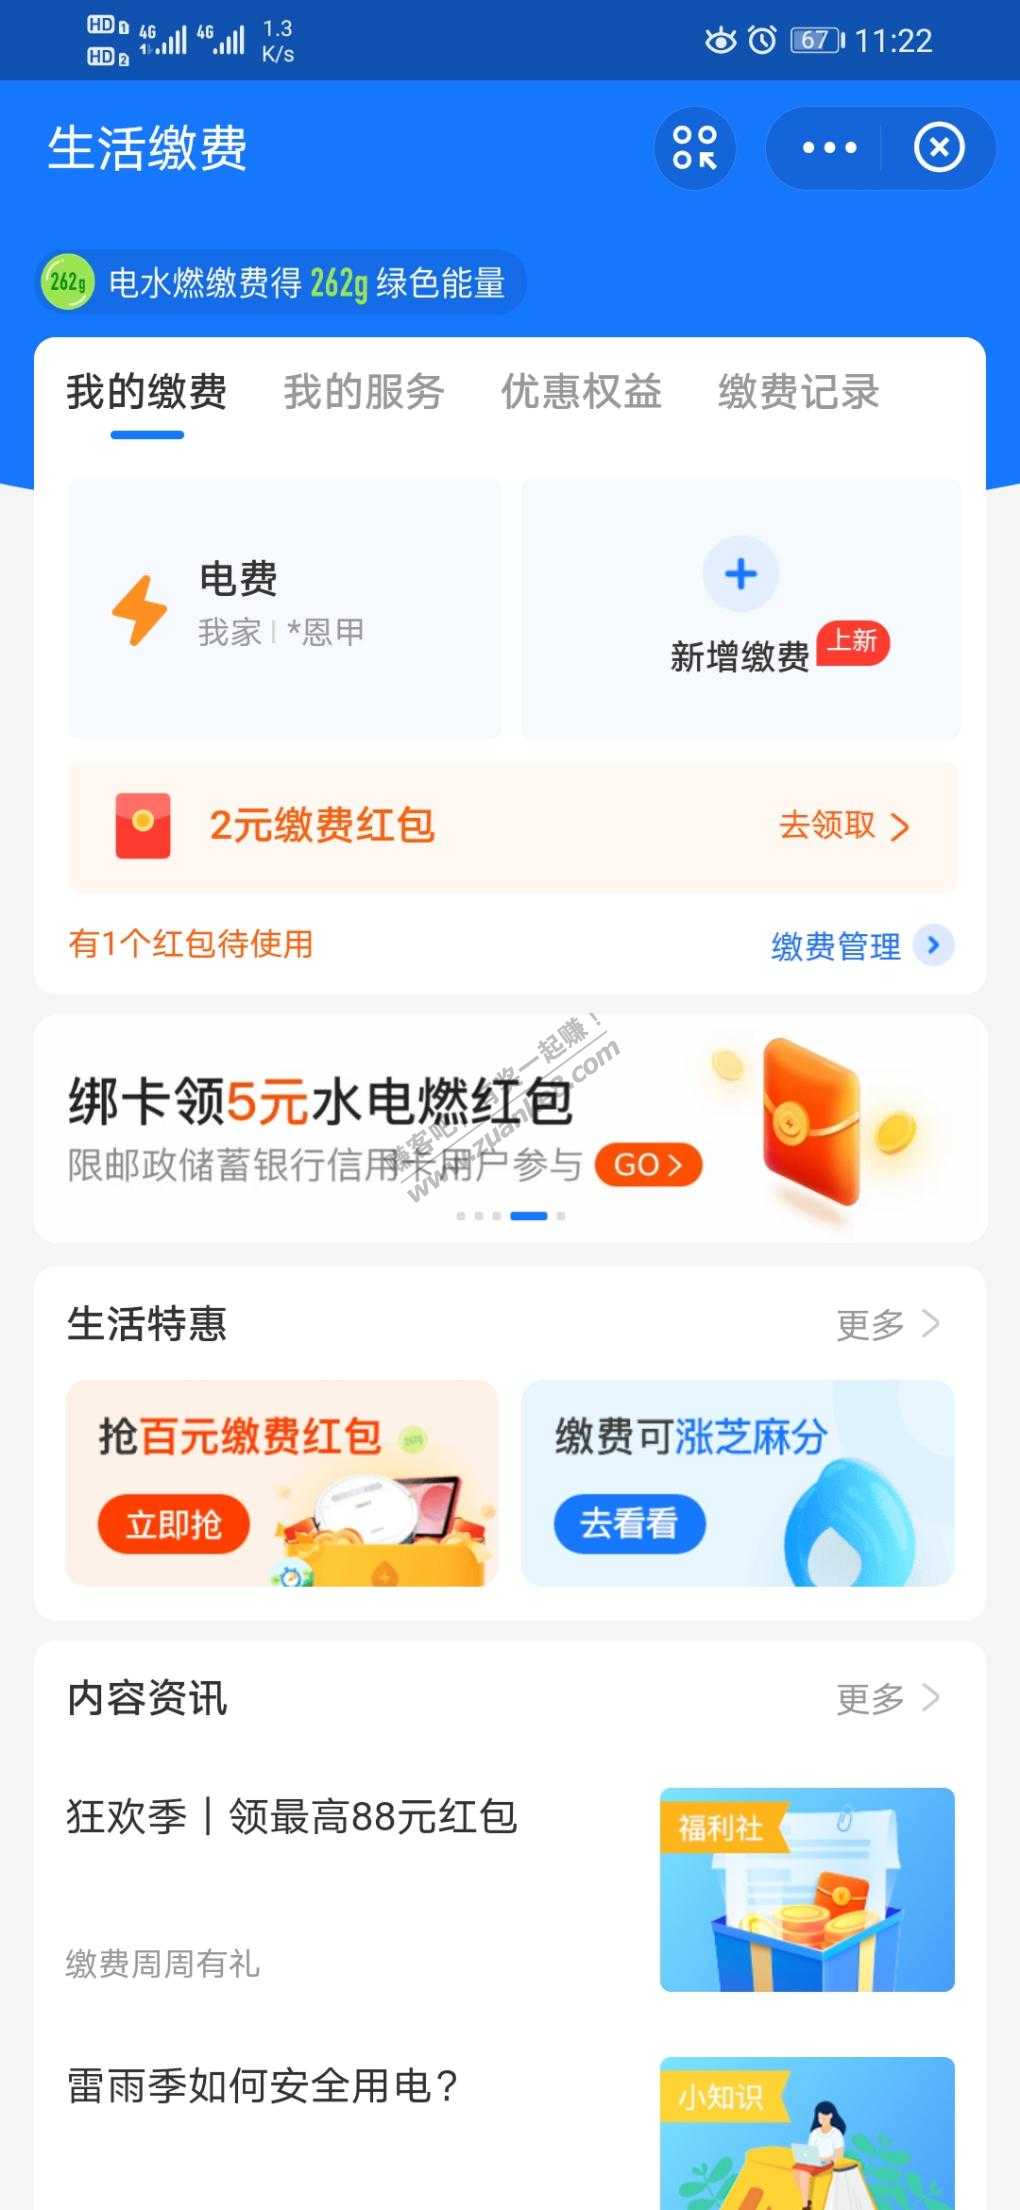 HD 1 4G 4G 1.3
HD 2 K/s 67 11:22
生活缴费
262g 电水燃缴费得 262g 绿色能量
我的缴费 我的服务 优惠权益 缴费记录
电费
我家 | *恩甲
新增缴费 上新
2元缴费红包 去领取 >
有1个红包待使用 缴费管理
赚客吧,有奖一起赚!
www.zuanke8.com
绑卡领5元水电燃红包
限邮政储蓄银行信用卡用户参与 GO >
生活特惠 更多 >
抢百元缴费红包
立即抢
缴费可涨芝麻分
去看看
内容资讯 更多 >
狂欢季｜领最高88元红包
福利社
缴费周周有礼
雷雨季如何安全用电?
小知识